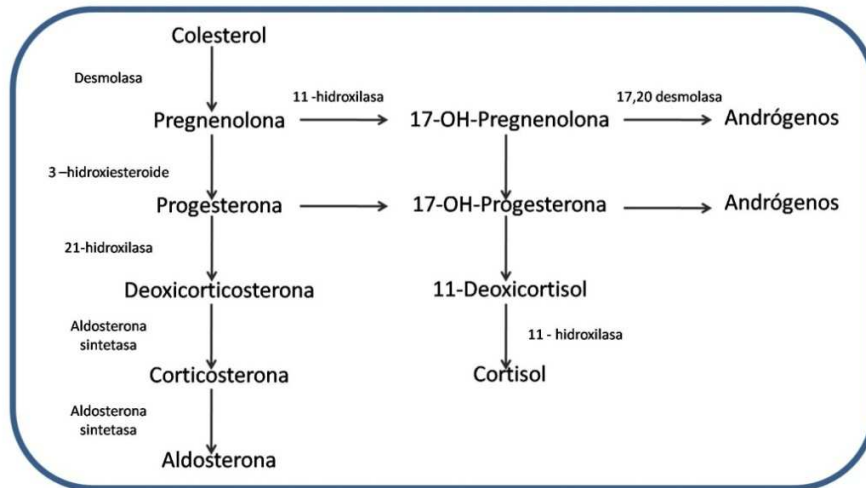 Colesterol
Desmolasa
11 -hidroxilasa
17,20 desmolasa
Pregnenolona
17-OH-Pregnenolona
Andrógenos
3 –hidroxiesteroide
Progesterona
17-OH-Progesterona
Andrógenos
21-hidroxilasa
Deoxicorticosterona
11-Deoxicortisol
Aldosterona
sintetasa
11 - hidroxilasa
Corticosterona
Cortisol
Aldosterona
sintetasa
Aldosterona